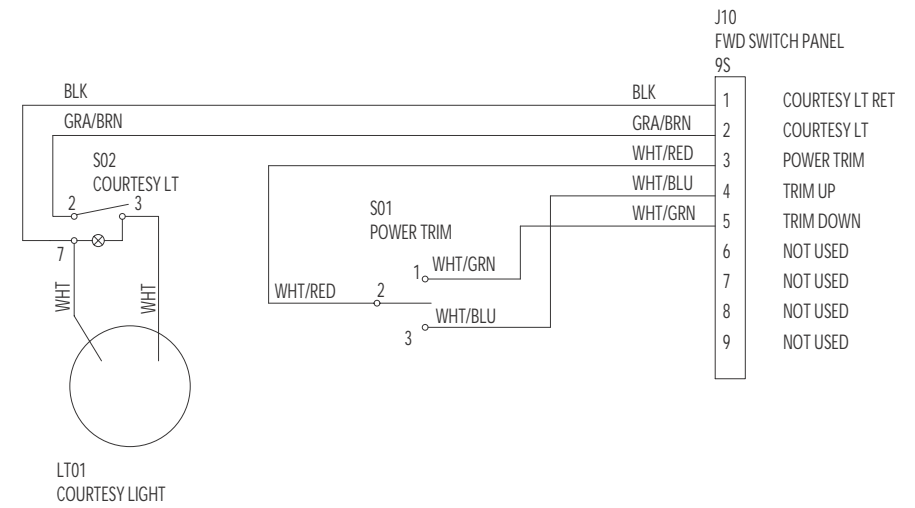 J10
FWD SWITCH PANEL
9S
BLK
BLK
1
COURTESY LT RET
GRA/BRN
GRA/BRN
2
COURTESY LT
WHT/RED
3
POWER TRIM
S02
COURTESY LT
WHT/BLU
4
TRIM UP
2
3
S01
POWER TRIM
WHT/GRN
5
TRIM DOWN
7
6
NOT USED
1
WHT/GRN
7
NOT USED
WHT
WHT
WHT/RED
2
8
NOT USED
WHT/BLU
3
9
NOT USED
LT01
COURTESY LIGHT